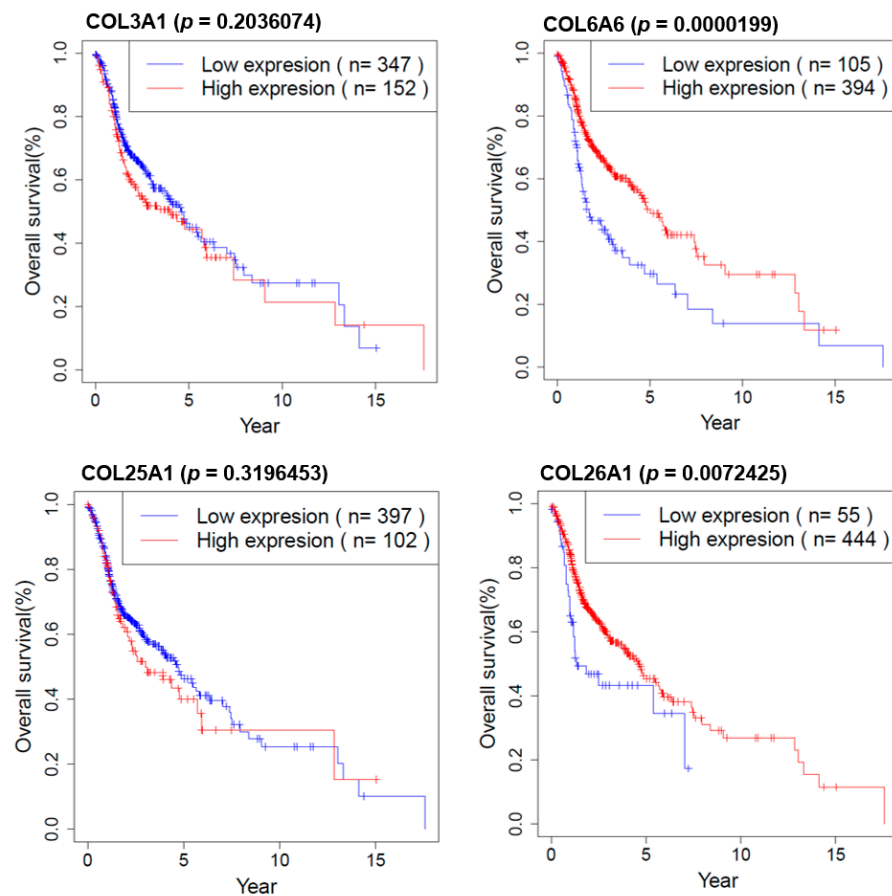 COL3A1 (p = 0.2036074)
Low expresion ( n= 347 )
High expresion ( n= 152 )
Overall survival(%)
0.0 0.2 0.4 0.6 0.8 1.0
0 5 10 15
Year
COL6A6 (p = 0.0000199)
Low expresion ( n= 105 )
High expresion ( n= 394 )
Overall survival(%)
0.0 0.2 0.4 0.6 0.8 1.0
0 5 10 15
Year
COL25A1 (p = 0.3196453)
Low expresion ( n= 397 )
High expresion ( n= 102 )
Overall survival(%)
0.0 0.2 0.4 0.6 0.8 1.0
0 5 10 15
Year
COL26A1 (p = 0.0072425)
Low expresion ( n= 55 )
High expresion ( n= 444 )
Overall survival(%)
0.0 0.2 0.4 0.6 0.8 1.0
0 5 10 15
Year